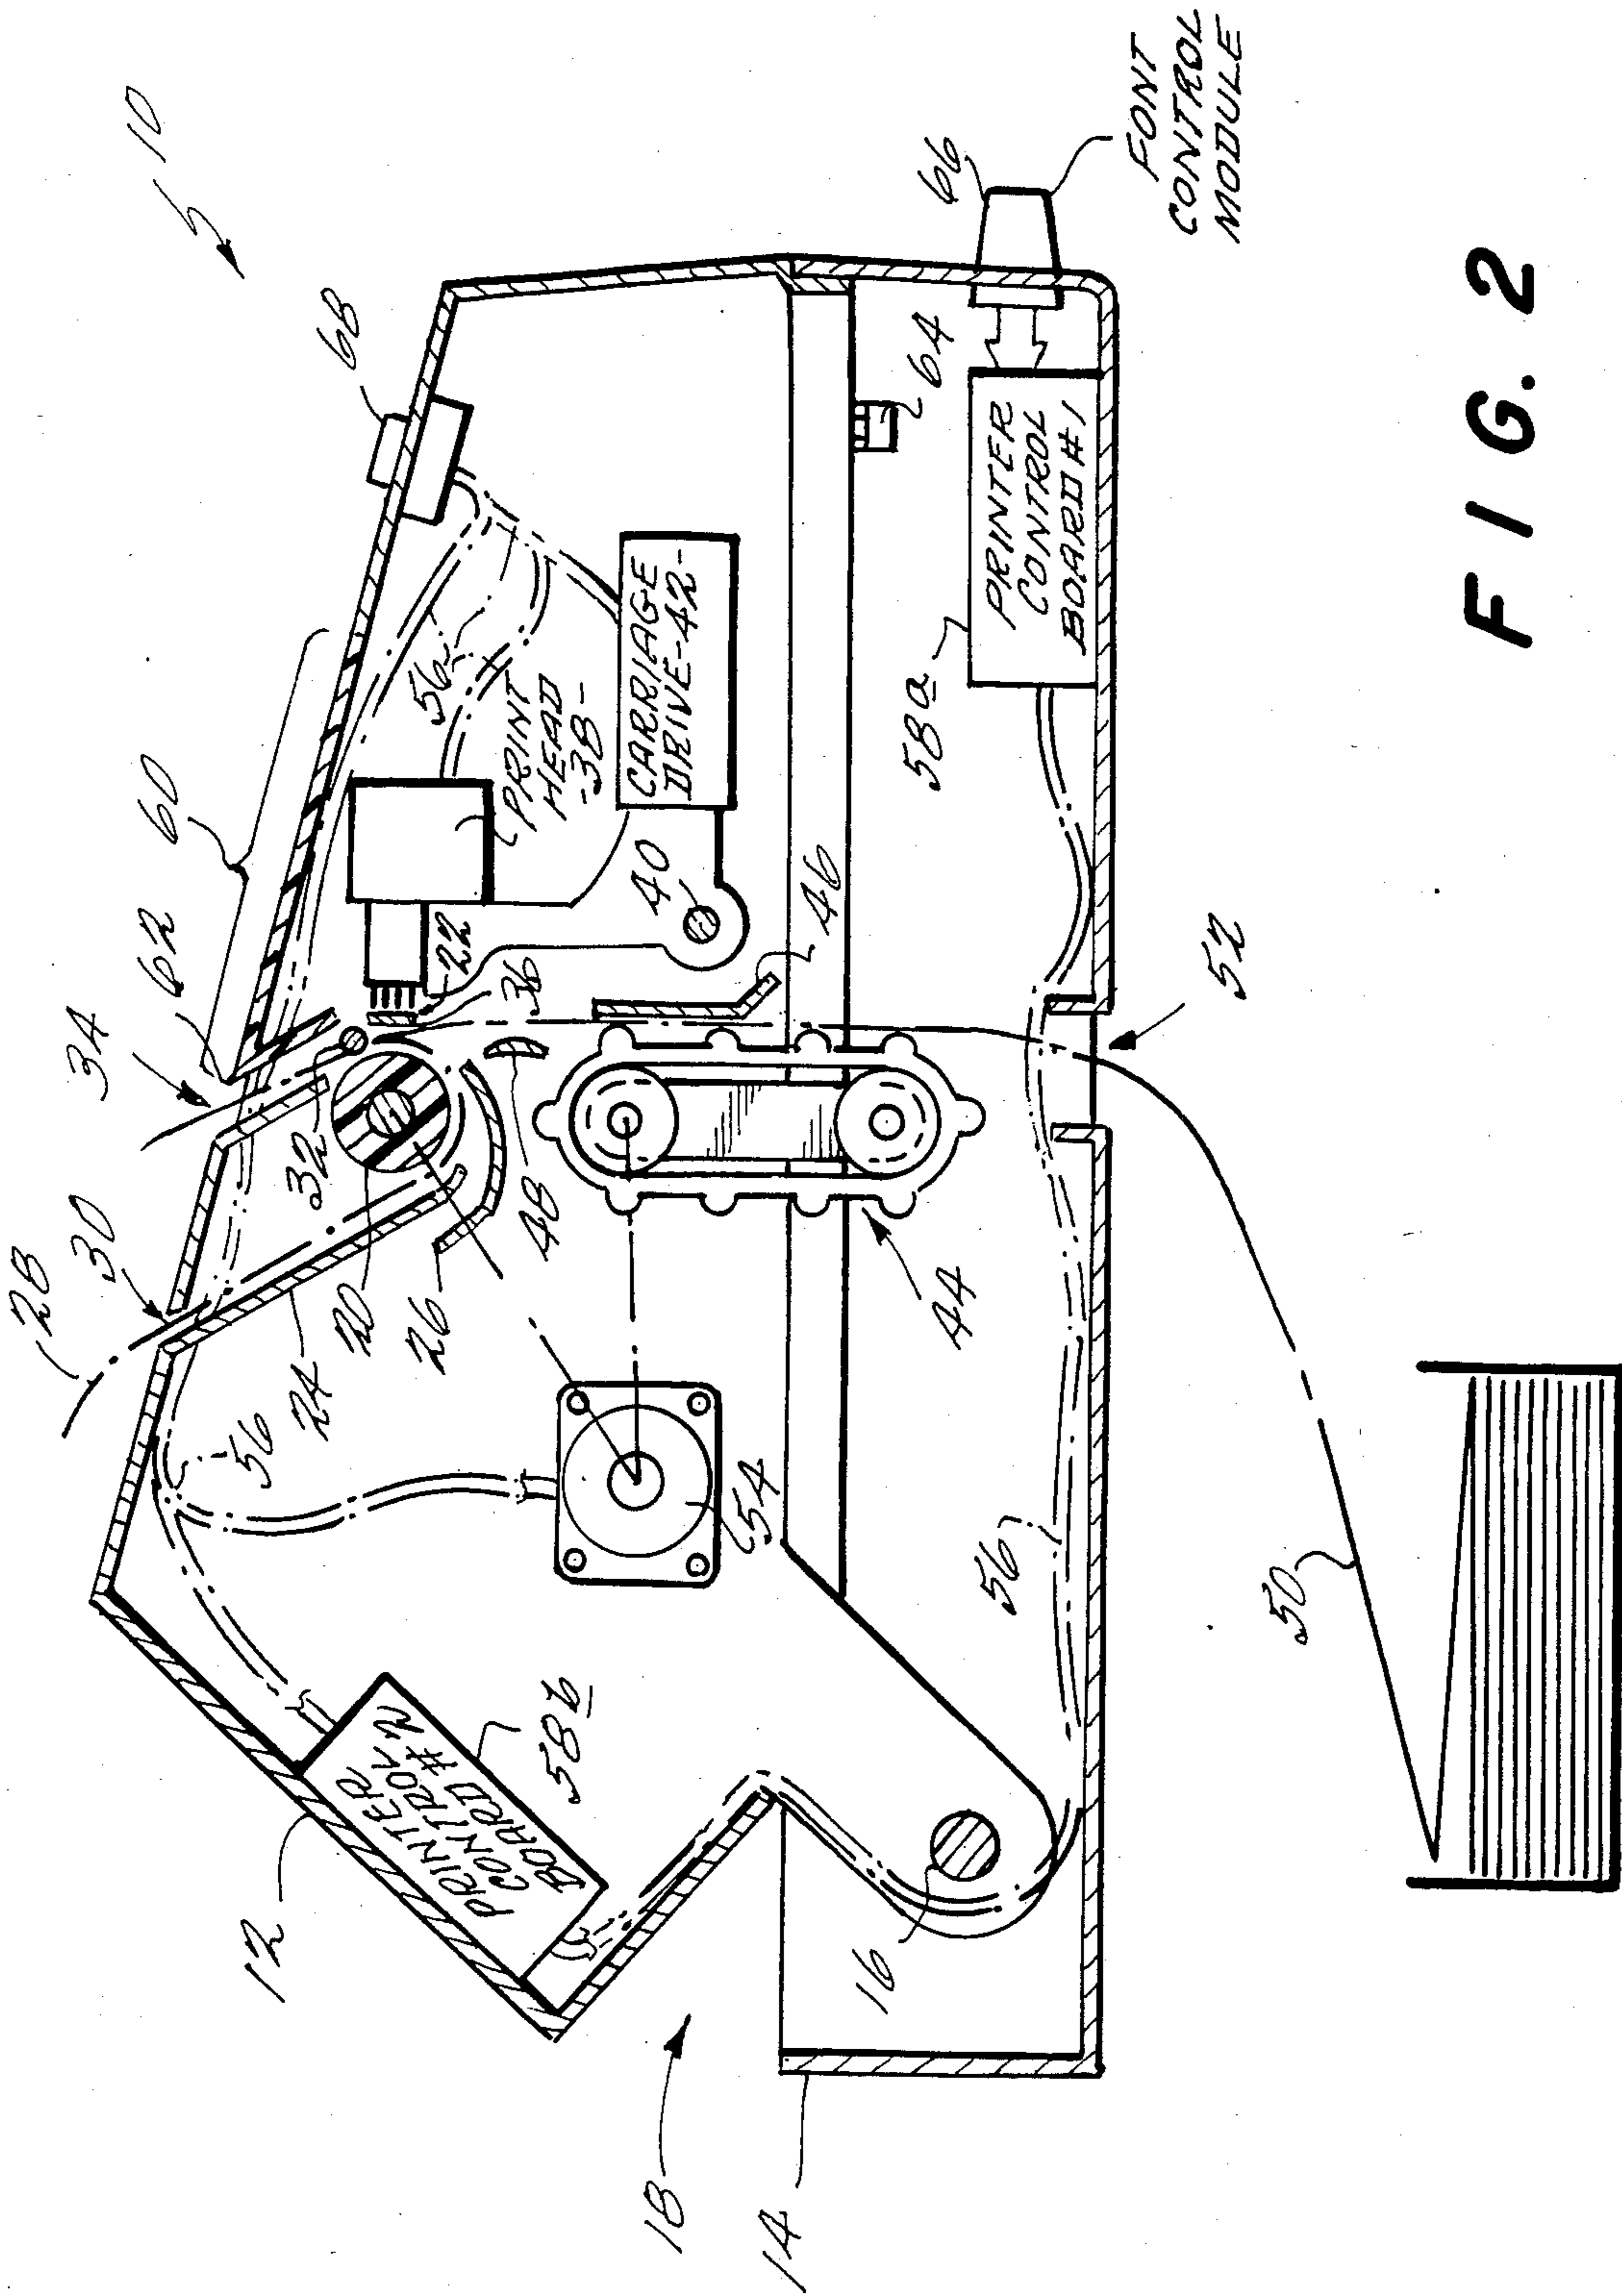 10
68
60
62
34
30
28
56
PRINT
HEAD
-38-
CARRIAGE
DRIVE-42-
40
22
36
46
32
20
48
26
24
56
54
44
12
PRINTER
CONTROL
BOARD # N
58b
18
14
16
56
50
52
58a
PRINTER
CONTROL
BOARD #1
64
66
FONT
CONTROL
MODULE
FIG. 2